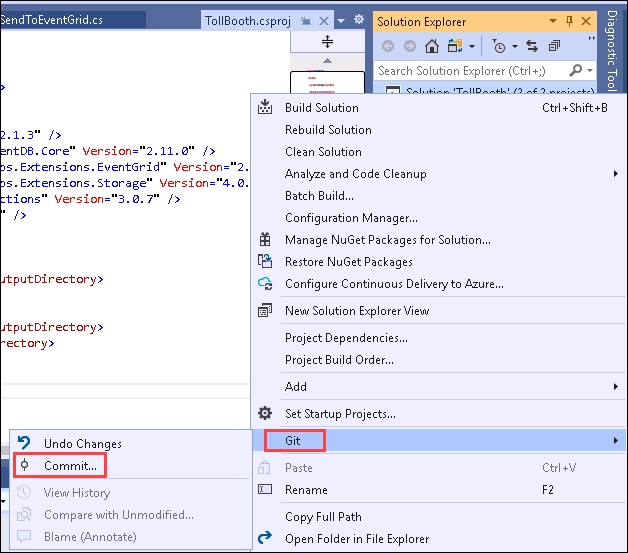 SendToEventGrid.cs
TollBooth.csproj
Solution Explorer
Diagnostic Tool
Search Solution Explorer (Ctrl+;)
Solution 'TollBooth' (2 of 2 projects)
>
2.1.3" />
entDB.Core" Version="2.11.0" />
os.Extensions.EventGrid" Version="2.
os.Extensions.Storage" Version="4.0.
ctions" Version="3.0.7" />
" />
utputDirectory>
utputDirectory>
rectory>
Build Solution Ctrl+Shift+B
Rebuild Solution
Clean Solution
Analyze and Code Cleanup
Batch Build...
Configuration Manager...
Manage NuGet Packages for Solution...
Restore NuGet Packages
Configure Continuous Delivery to Azure...
New Solution Explorer View
Project Dependencies...
Project Build Order...
Add
Set Startup Projects...
Git
Paste Ctrl+V
Rename F2
Copy Full Path
Open Folder in File Explorer
Undo Changes
Commit...
View History
Compare with Unmodified...
Blame (Annotate)